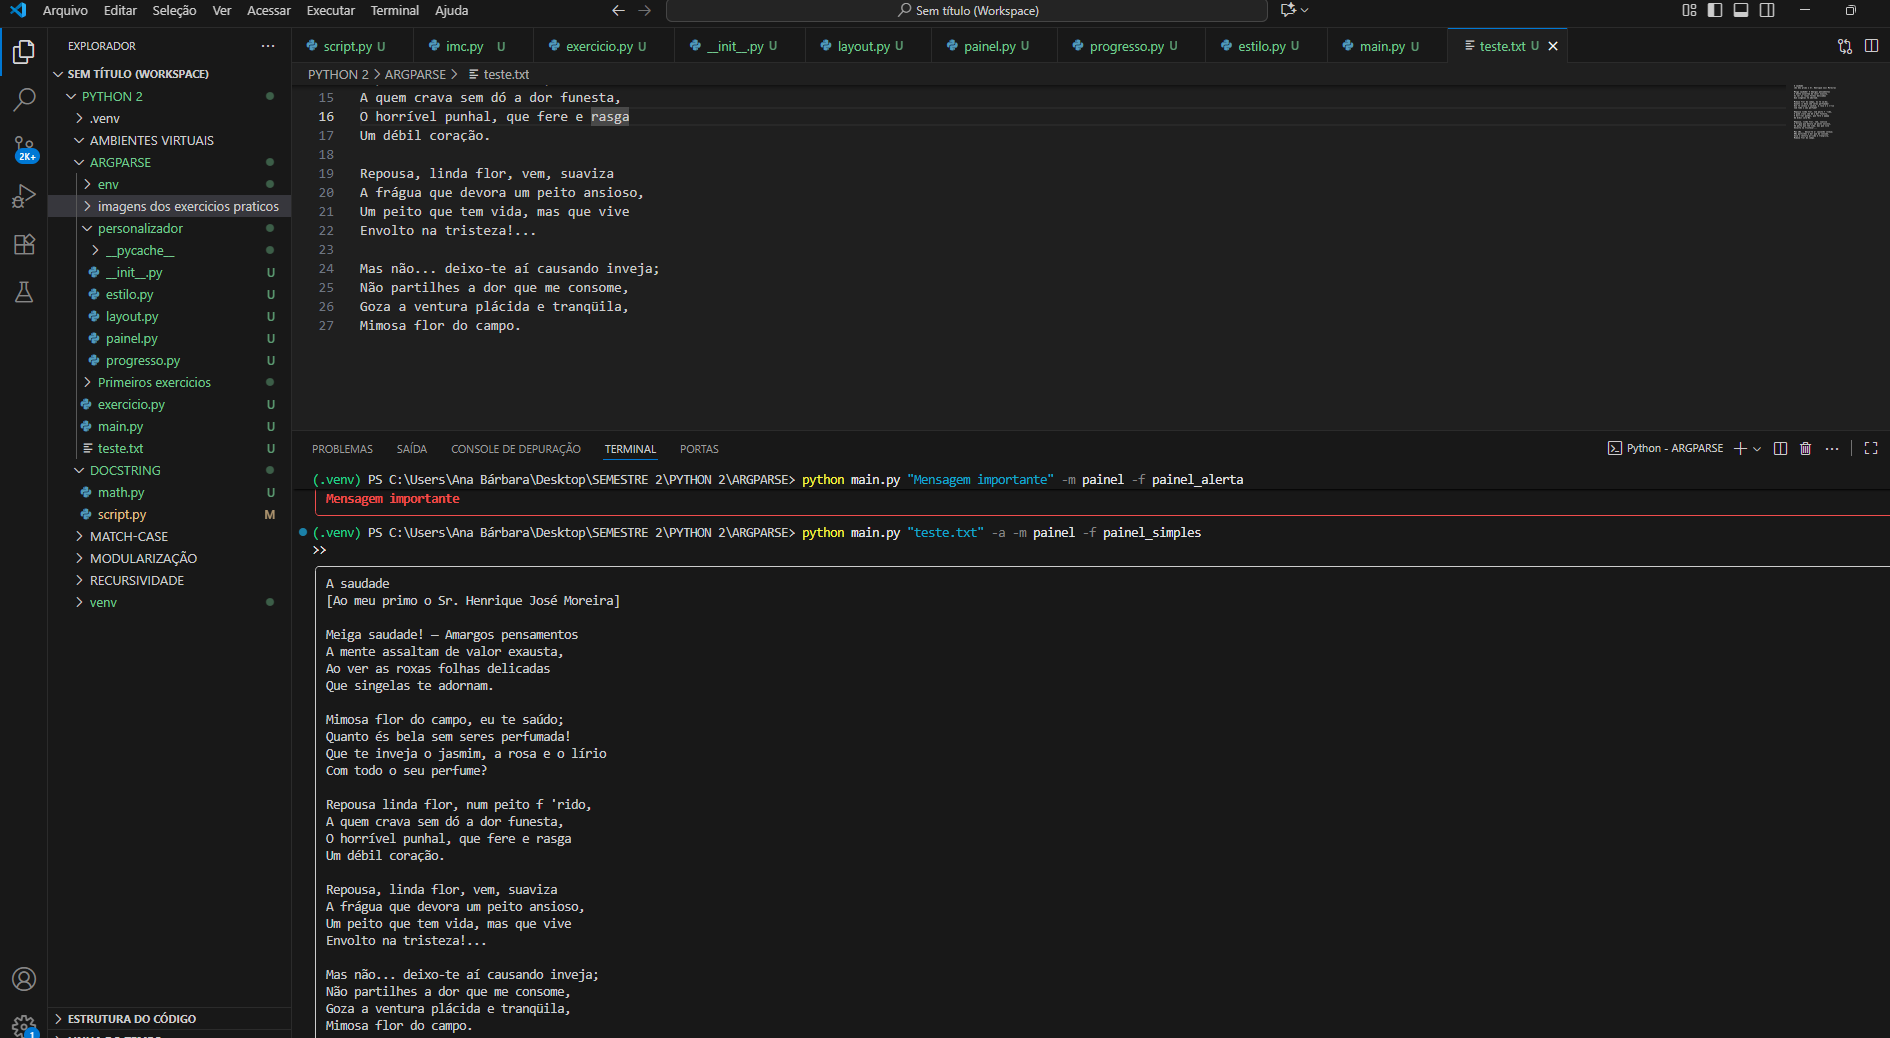 Arquivo Editar Seleção Ver Acessar Executar Terminal Ajuda
Sem título (Workspace)
EXPLORADOR
SEM TÍTULO (WORKSPACE)
PYTHON 2
.venv
AMBIENTES VIRTUAIS
ARGPARSE
env
imagens dos exercicios praticos
personalizador
__pycache__
__init__.py U
estilo.py U
layout.py U
painel.py U
progresso.py U
Primeiros exercicios
exercicio.py U
main.py U
teste.txt U
DOCSTRING
math.py U
script.py M
MATCH-CASE
MODULARIZAÇÃO
RECURSIVIDADE
venv
ESTRUTURA DO CÓDIGO
2K+
1
script.py U imc.py U exercicio.py U __init__.py U layout.py U painel.py U progresso.py U estilo.py U main.py U teste.txt U
PYTHON 2 > ARGPARSE > teste.txt
15 A quem crava sem dó a dor funesta,
16 O horrível punhal, que fere e rasga
17 Um débil coração.
18
19 Repousa, linda flor, vem, suaviza
20 A frágua que devora um peito ansioso,
21 Um peito que tem vida, mas que vive
22 Envolto na tristeza!...
23
24 Mas não... deixo-te aí causando inveja;
25 Não partilhes a dor que me consome,
26 Goza a ventura plácida e tranqüila,
27 Mimosa flor do campo.
PROBLEMAS SAÍDA CONSOLE DE DEPURAÇÃO TERMINAL PORTAS
Python - ARGPARSE
(.venv) PS C:\Users\Ana Bárbara\Desktop\SEMESTRE 2\PYTHON 2\ARGPARSE> python main.py "Mensagem importante" -m painel -f painel_alerta
Mensagem importante
(.venv) PS C:\Users\Ana Bárbara\Desktop\SEMESTRE 2\PYTHON 2\ARGPARSE> python main.py "teste.txt" -a -m painel -f painel_simples
>>
A saudade
[Ao meu primo o Sr. Henrique José Moreira]
Meiga saudade! — Amargos pensamentos
A mente assaltam de valor exausta,
Ao ver as roxas folhas delicadas
Que singelas te adornam.
Mimosa flor do campo, eu te saúdo;
Quanto és bela sem seres perfumada!
Que te inveja o jasmim, a rosa e o lírio
Com todo o seu perfume?
Repousa linda flor, num peito f 'rido,
A quem crava sem dó a dor funesta,
O horrível punhal, que fere e rasga
Um débil coração.
Repousa, linda flor, vem, suaviza
A frágua que devora um peito ansioso,
Um peito que tem vida, mas que vive
Envolto na tristeza!...
Mas não... deixo-te aí causando inveja;
Não partilhes a dor que me consome,
Goza a ventura plácida e tranqüila,
Mimosa flor do campo.